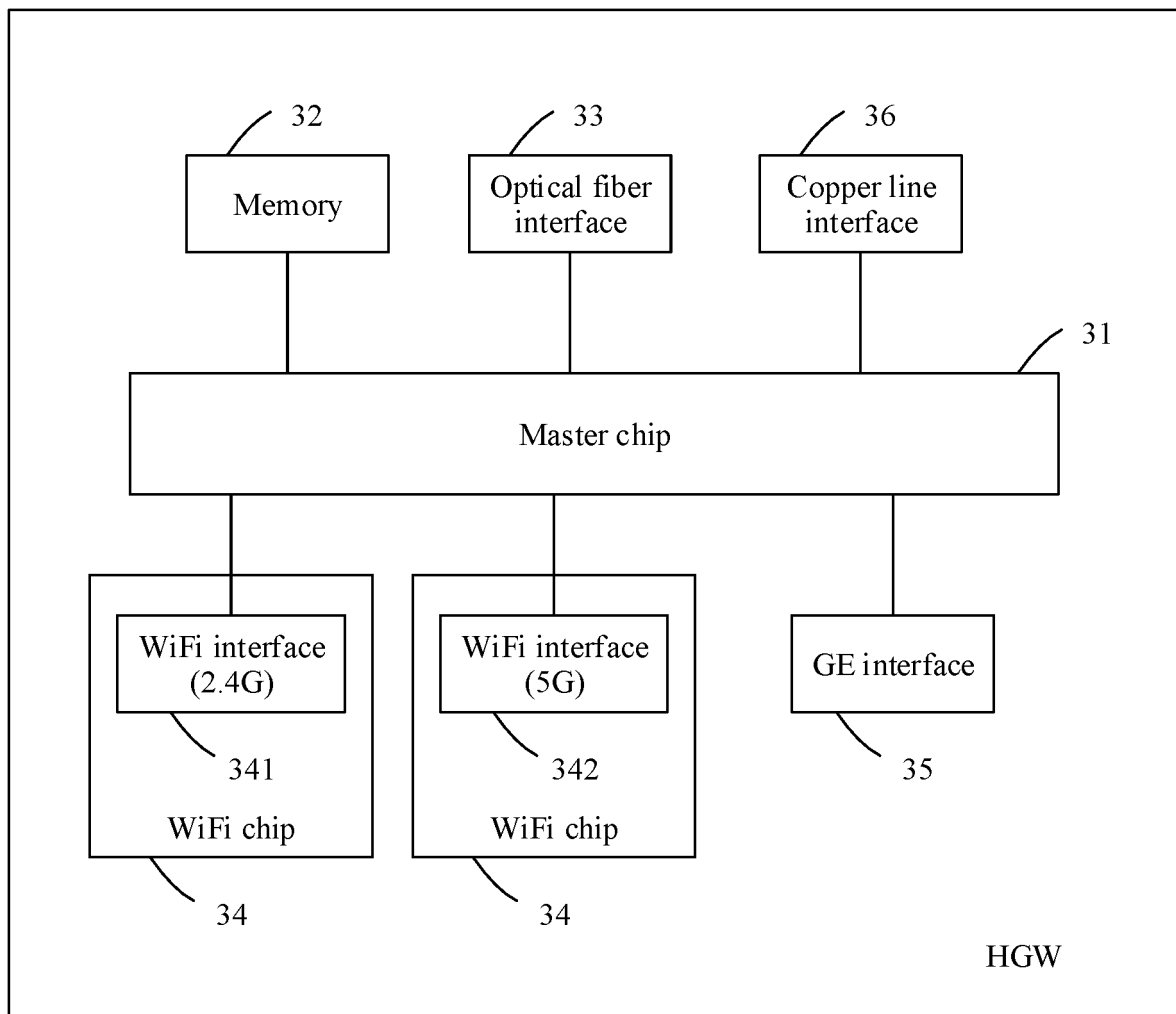 32
33
36
Memory
Optical fiber
interface
Copper line
interface
31
Master chip
WiFi interface
(2.4G)
WiFi interface
(5G)
GE interface
341
342
35
WiFi chip
WiFi chip
34
34
HGW